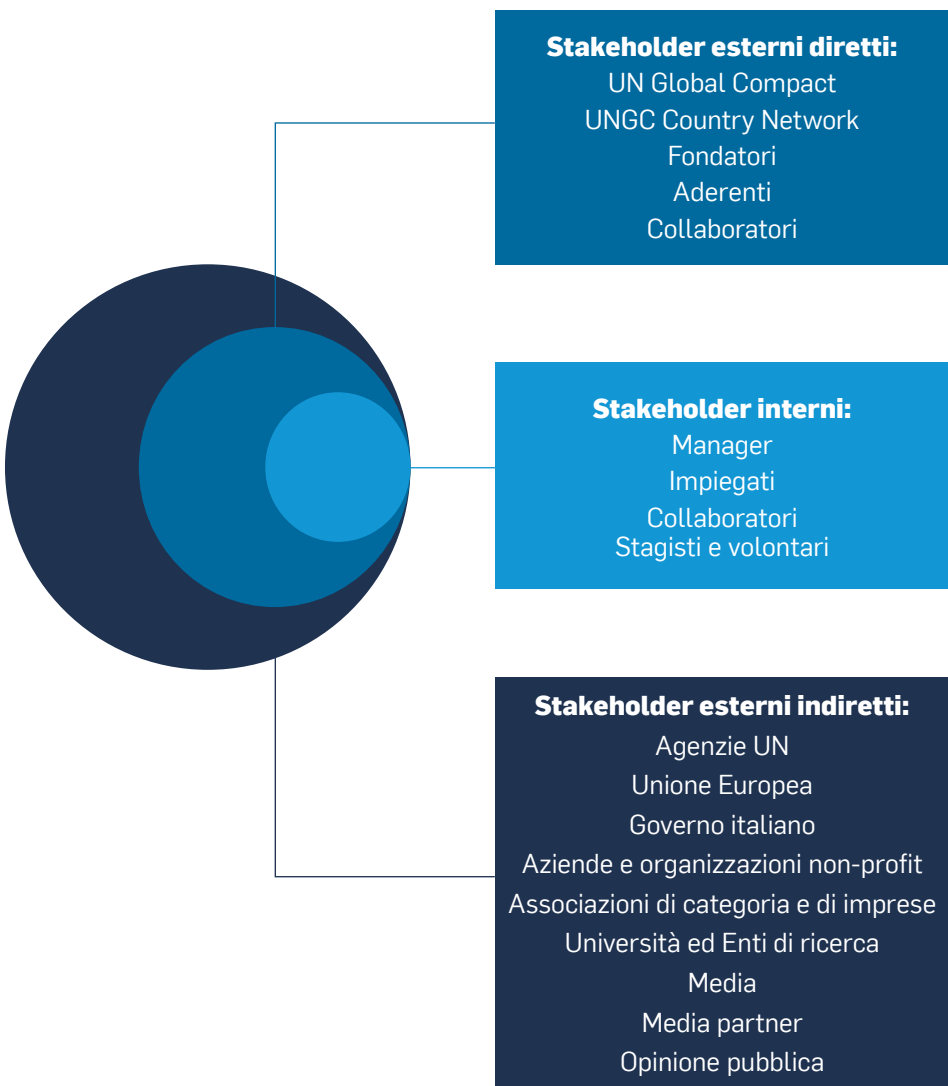 Stakeholder esterni diretti:
UN Global Compact
UNGC Country Network
Fondatori
Aderenti
Collaboratori
Stakeholder interni:
Manager
Impiegati
Collaboratori
Stagisti e volontari
Stakeholder esterni indiretti:
Agenzie UN
Unione Europea
Governo italiano
Aziende e organizzazioni non-profit
Associazioni di categoria e di imprese
Università ed Enti di ricerca
Media
Media partner
Opinione pubblica